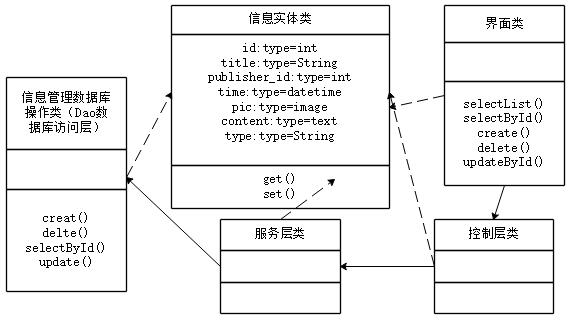 信息实体类
id:type=int
title:type=String
publisher_id:type=int
time:type=datetime
pic:type=image
content:type=text
type:type=String
get()
set()
界面类
selectList()
selectById()
create()
delete()
updateById()
信息管理数据库
操作类（Dao数
据库访问层）
creat()
delte()
selectById()
update()
服务层类
控制层类